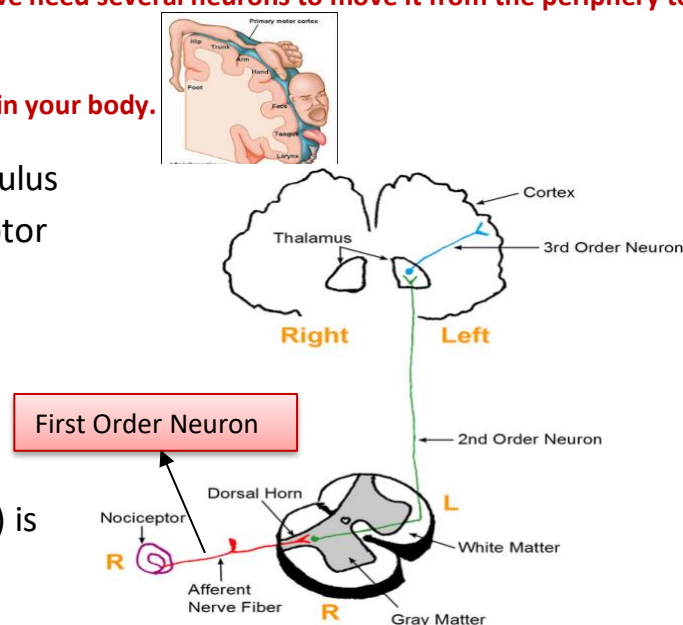 we need several neurons to move it from the periphery to
Primary motor cortex
Hip
Trunk
Arm
Hand
Foot
Face
Tongue
Larynx
in your body.
ulus
otor
Cortex
Thalamus
3rd Order Neuron
Right
Left
First Order Neuron
2nd Order Neuron
Dorsal Horn
L
) is
Nociceptor
R
White Matter
Afferent
Nerve Fiber
R
Gray Matter